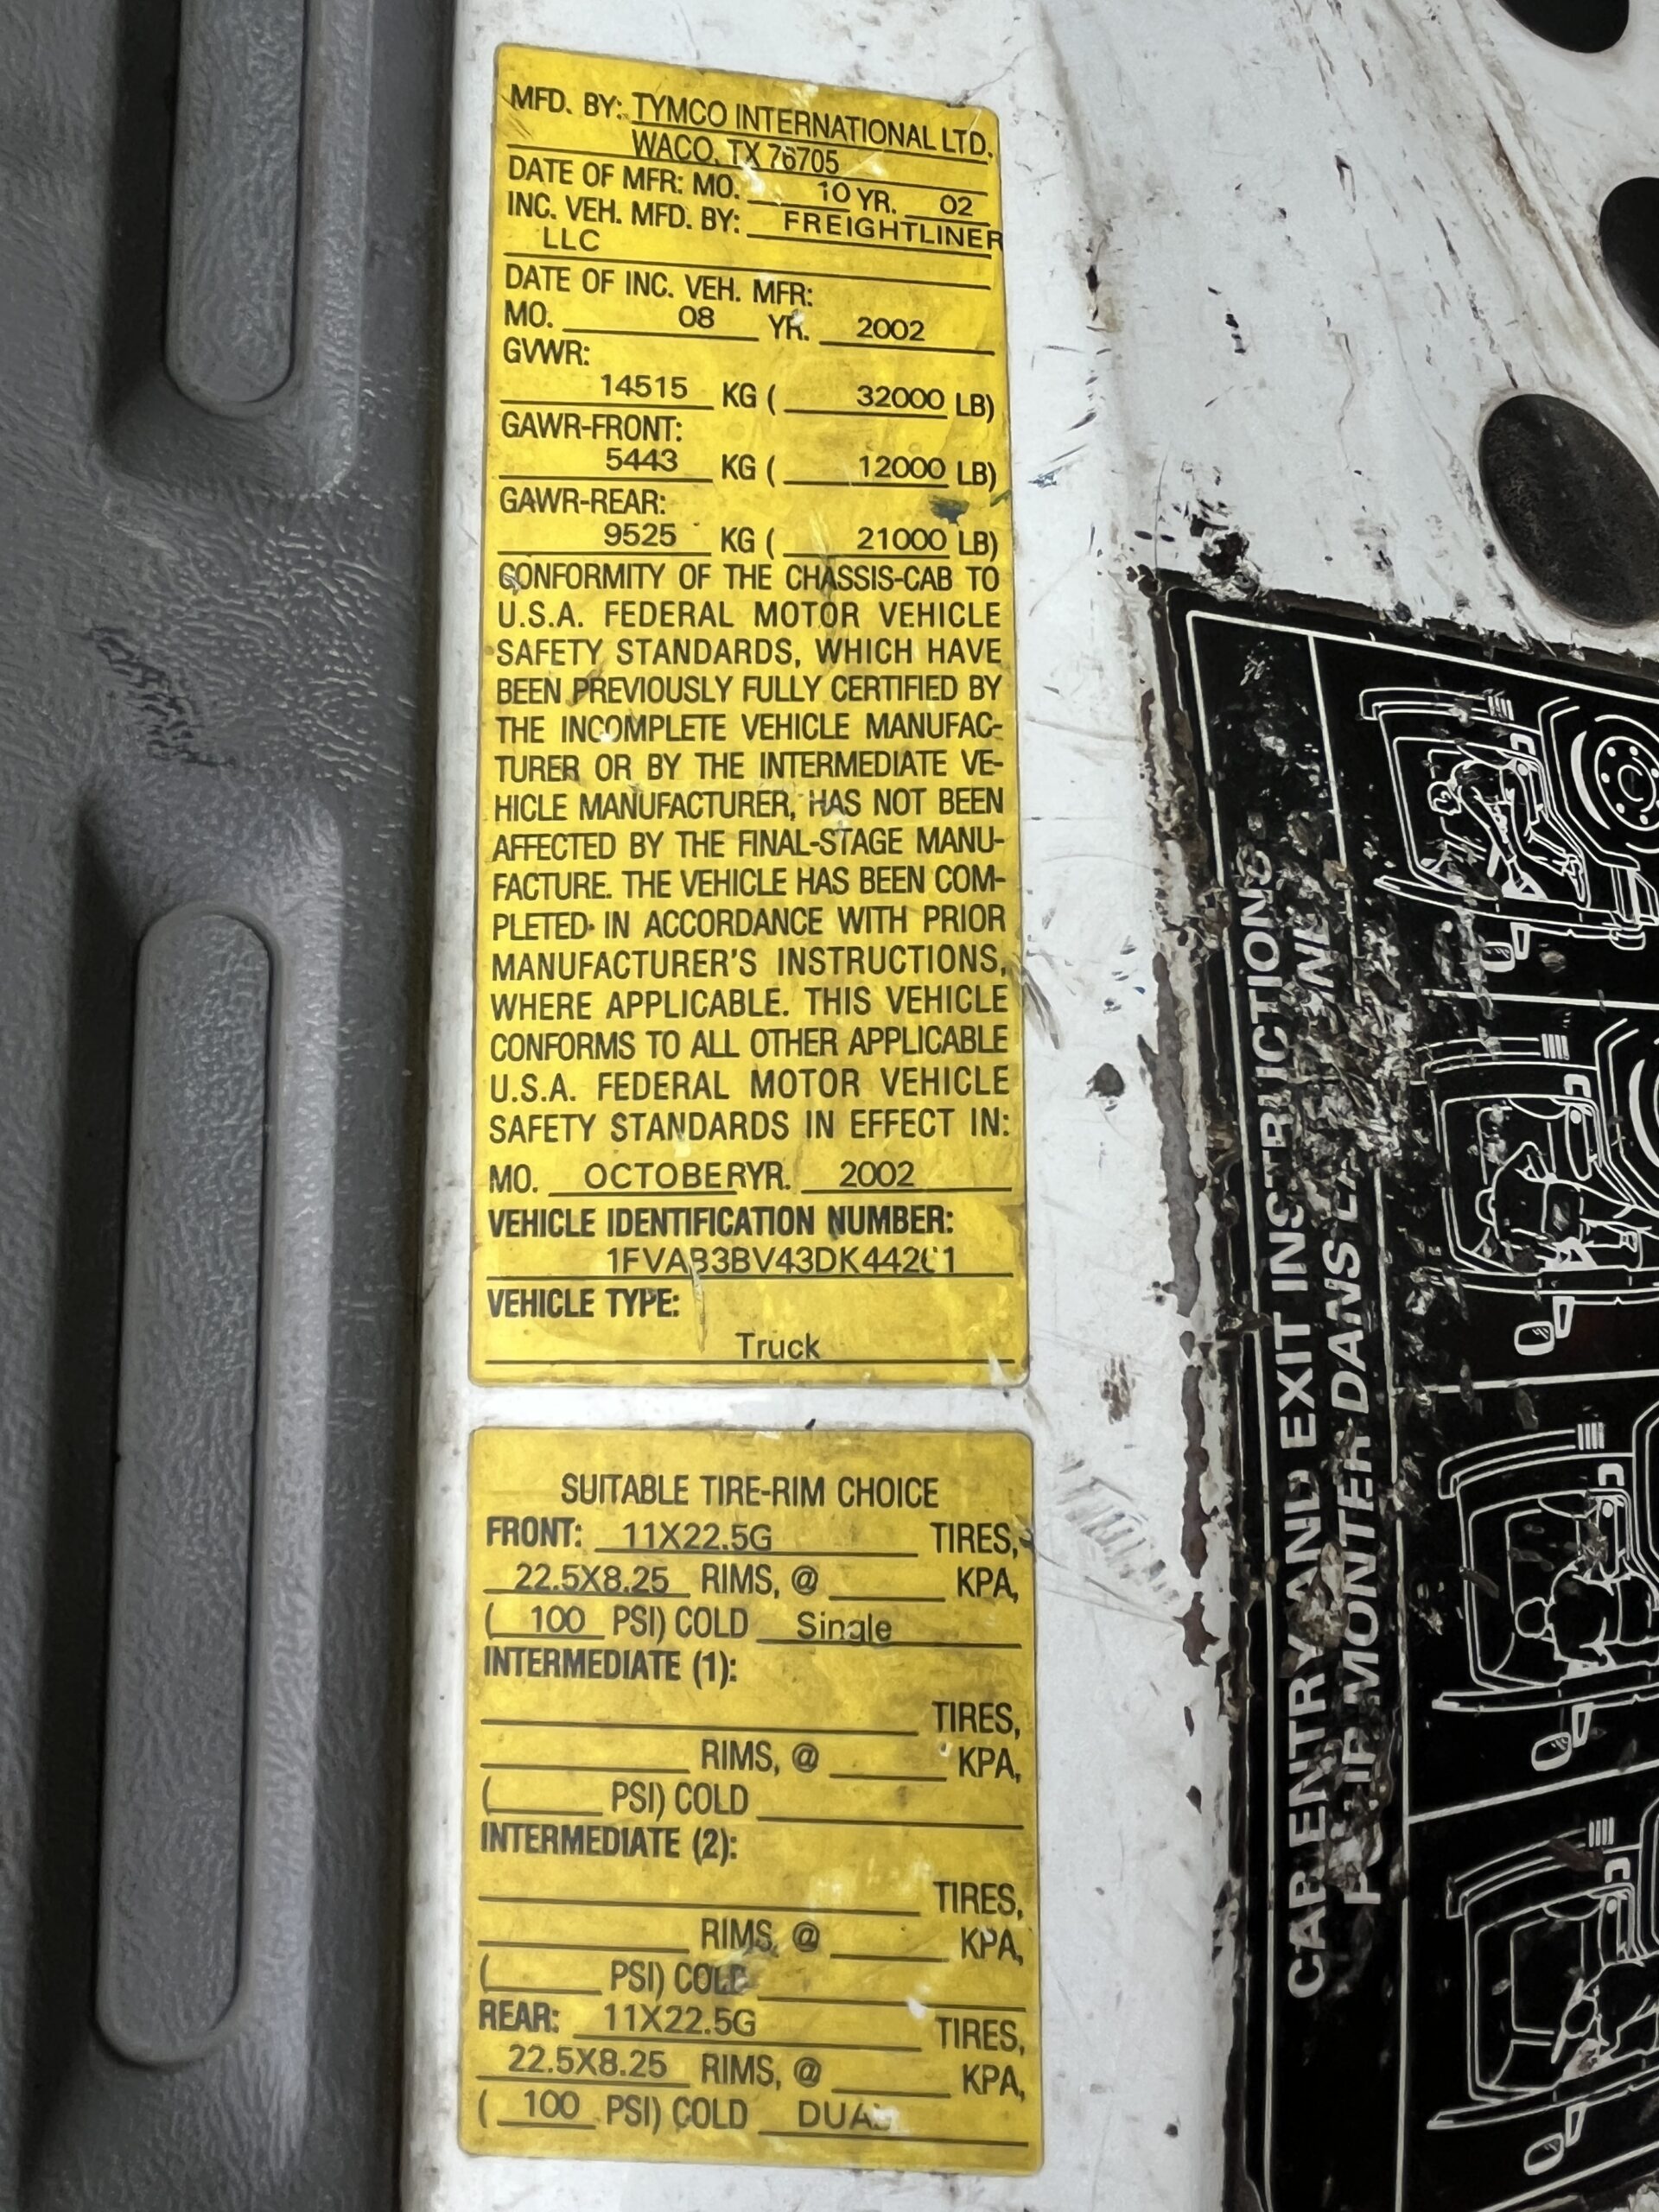 MFD. BY: TYMCO INTERNATIONAL LTD.
WACO, TX 76705
DATE OF MFR: MO. 10 YR. 02
INC. VEH. MFD. BY: FREIGHTLINER
LLC
DATE OF INC. VEH. MFR:
MO. 08 YR. 2002
GVWR:
14515 KG ( 32000 LB)
GAWR-FRONT:
5443 KG ( 12000 LB)
GAWR-REAR:
9525 KG ( 21000 LB)
CONFORMITY OF THE CHASSIS-CAB TO
U.S.A. FEDERAL MOTOR VEHICLE
SAFETY STANDARDS, WHICH HAVE
BEEN PREVIOUSLY FULLY CERTIFIED BY
THE INCOMPLETE VEHICLE MANUFAC-
TURER OR BY THE INTERMEDIATE VE-
HICLE MANUFACTURER, HAS NOT BEEN
AFFECTED BY THE FINAL-STAGE MANU-
FACTURE. THE VEHICLE HAS BEEN COM-
PLETED IN ACCORDANCE WITH PRIOR
MANUFACTURER'S INSTRUCTIONS,
WHERE APPLICABLE. THIS VEHICLE
CONFORMS TO ALL OTHER APPLICABLE
U.S.A. FEDERAL MOTOR VEHICLE
SAFETY STANDARDS IN EFFECT IN:
MO. OCTOBER YR. 2002
VEHICLE IDENTIFICATION NUMBER:
VEHICLE TYPE:
Truck
SUITABLE TIRE-RIM CHOICE
FRONT: 11X22.5G TIRES,
22.5X8.25 RIMS, @ KPA,
( 100 PSI) COLD Single
INTERMEDIATE (1):
TIRES,
RIMS, @ KPA,
( PSI) COLD
INTERMEDIATE (2):
TIRES,
RIMS, @ KPA,
( PSI) COLD
REAR: 11X22.5G TIRES,
22.5X8.25 RIMS, @ KPA,
( 100 PSI) COLD DUAL
CAB ENTRY AND EXIT INSTRUCTIONS
MONTER DANS